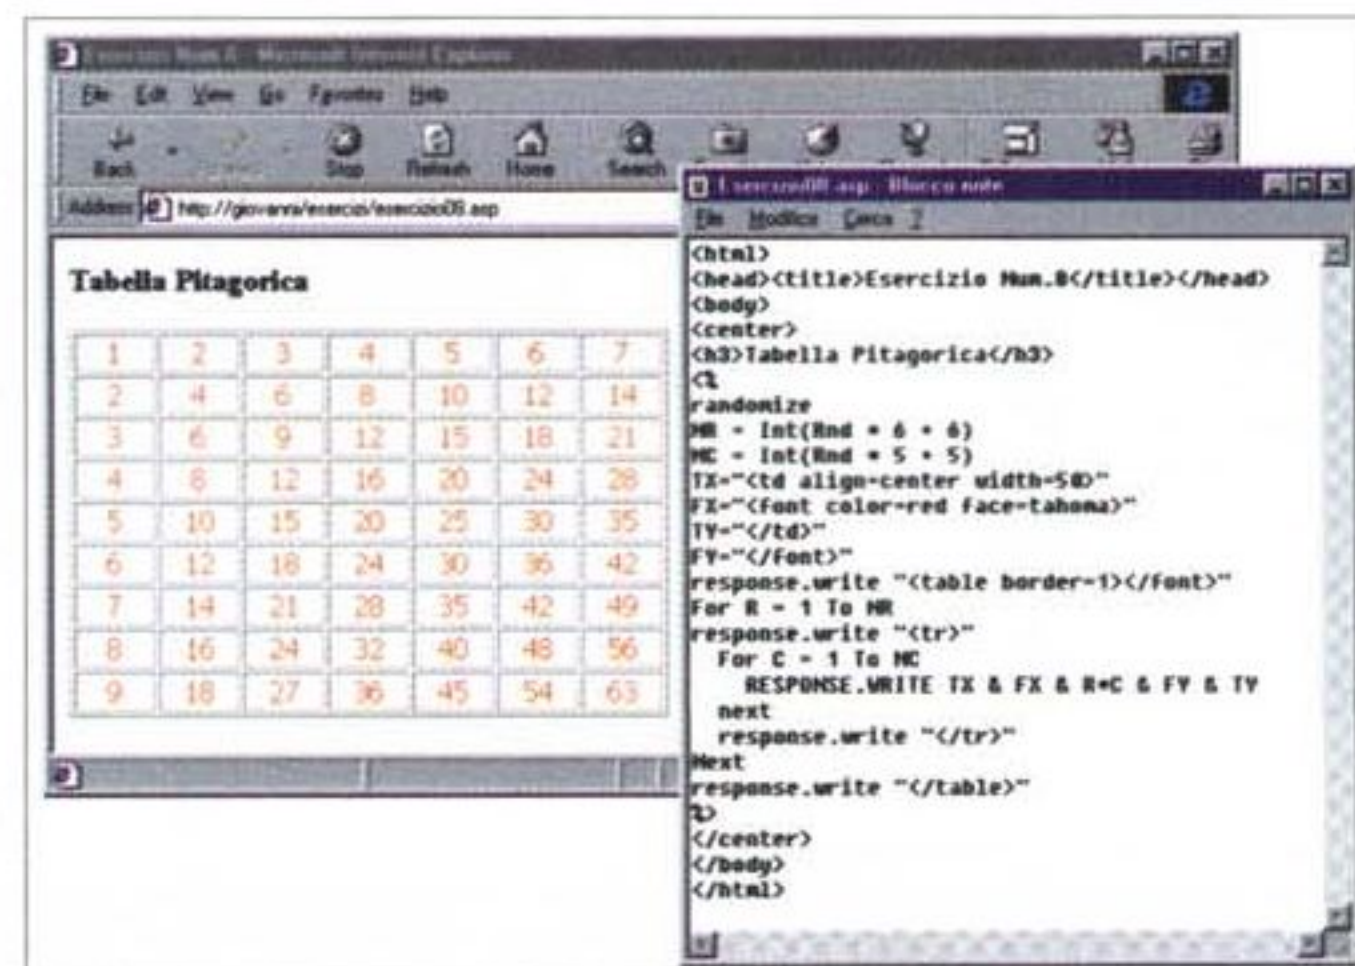 File Edit View Go Favorites Help
Back Stop Refresh Home Search
Address http://giovanni/esercizi/esercizio08.asp
Tabella Pitagorica
1 2 3 4 5 6 7
2 4 6 8 10 12 14
3 6 9 12 15 18 21
4 8 12 16 20 24 28
5 10 15 20 25 30 35
6 12 18 24 30 36 42
7 14 21 28 35 42 49
8 16 24 32 40 48 56
9 18 27 36 45 54 63
Esercizio08.asp - Blocco note
File Modifica Cerca ?
<html>
<head><title>Esercizio Num.8</title></head>
<body>
<center>
<h3>Tabella Pitagorica</h3>
<%
randomize
NR = Int(Rnd * 6 + 6)
NC = Int(Rnd * 5 + 5)
TX="<td align=center width=50>"
FX="<font color=red face=tahoma>"
TY="</td>"
FY="</font>"
response.write "<table border=1></font>"
For R = 1 To NR
response.write "<tr>"
For C = 1 To NC
RESPONSE.WRITE TX & FX & R*C & FY & TY
next
response.write "</tr>"
Next
response.write "</table>"
%>
</center>
</body>
</html>